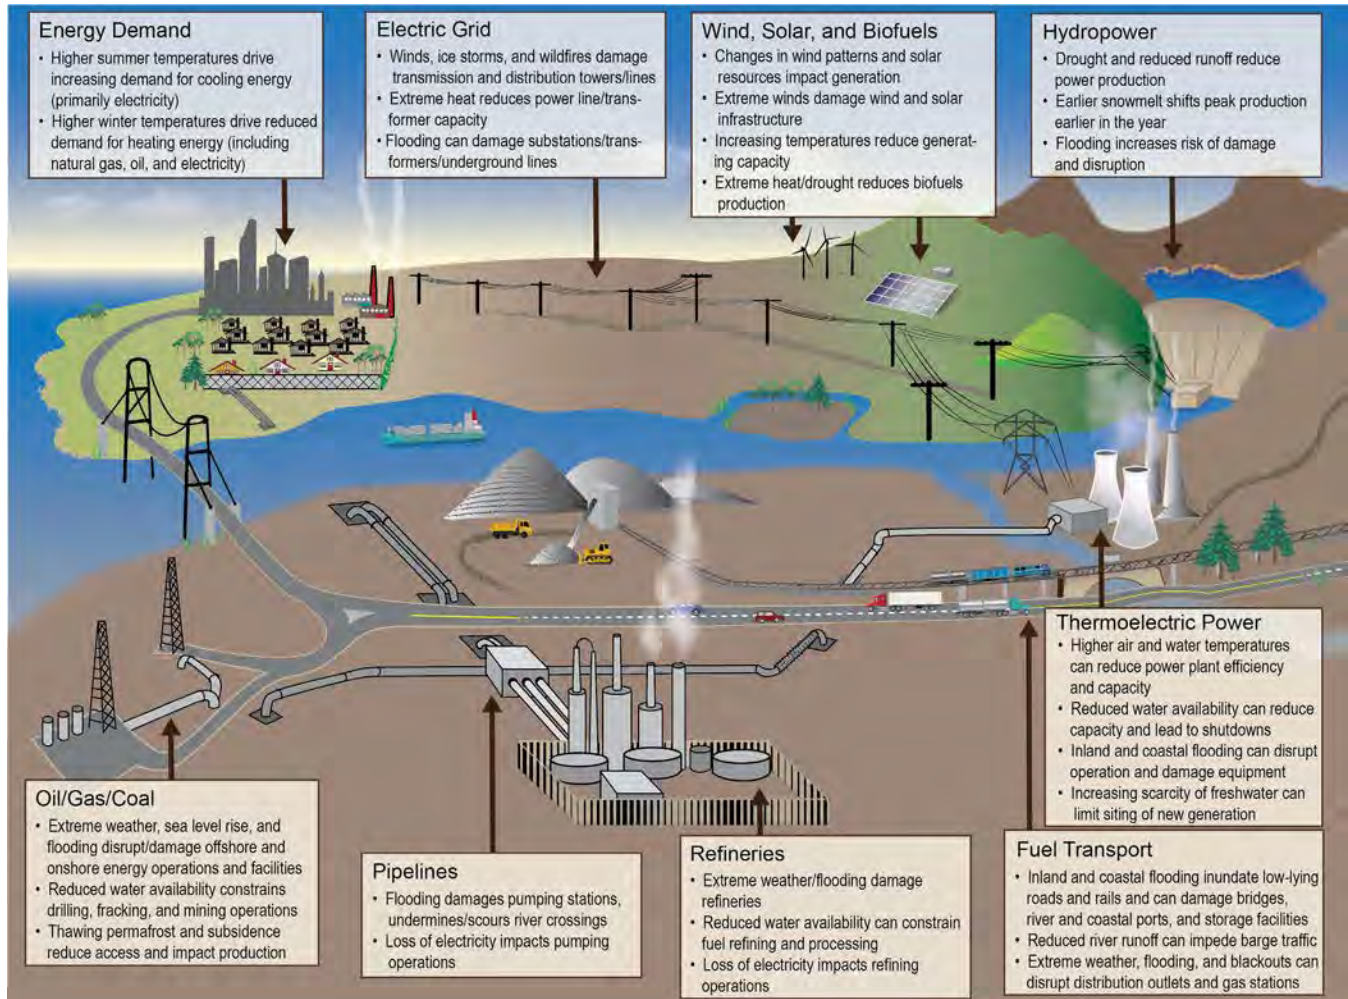 Energy Demand
• Higher summer temperatures drive
increasing demand for cooling energy
(primarily electricity)
• Higher winter temperatures drive reduced
demand for heating energy (including
natural gas, oil, and electricity)
Electric Grid
• Winds, ice storms, and wildfires damage
transmission and distribution towers/lines
• Extreme heat reduces power line/trans-
former capacity
• Flooding can damage substations/trans-
formers/underground lines
Wind, Solar, and Biofuels
• Changes in wind patterns and solar
resources impact generation
• Extreme winds damage wind and solar
infrastructure
• Increasing temperatures reduce generat-
ing capacity
• Extreme heat/drought reduces biofuels
production
Hydropower
• Drought and reduced runoff reduce
power production
• Earlier snowmelt shifts peak production
earlier in the year
• Flooding increases risk of damage
and disruption
Thermoelectric Power
• Higher air and water temperatures
can reduce power plant efficiency
and capacity
• Reduced water availability can reduce
capacity and lead to shutdowns
• Inland and coastal flooding can disrupt
operation and damage equipment
• Increasing scarcity of freshwater can
limit siting of new generation
Oil/Gas/Coal
• Extreme weather, sea level rise, and
flooding disrupt/damage offshore and
onshore energy operations and facilities
• Reduced water availability constrains
drilling, fracking, and mining operations
• Thawing permafrost and subsidence
reduce access and impact production
Pipelines
• Flooding damages pumping stations,
undermines/scours river crossings
• Loss of electricity impacts pumping
operations
Refineries
• Extreme weather/flooding damage
refineries
• Reduced water availability can constrain
fuel refining and processing
• Loss of electricity impacts refining
operations
Fuel Transport
• Inland and coastal flooding inundate low-lying
roads and rails and can damage bridges,
river and coastal ports, and storage facilities
• Reduced river runoff can impede barge traffic
• Extreme weather, flooding, and blackouts can
disrupt distribution outlets and gas stations